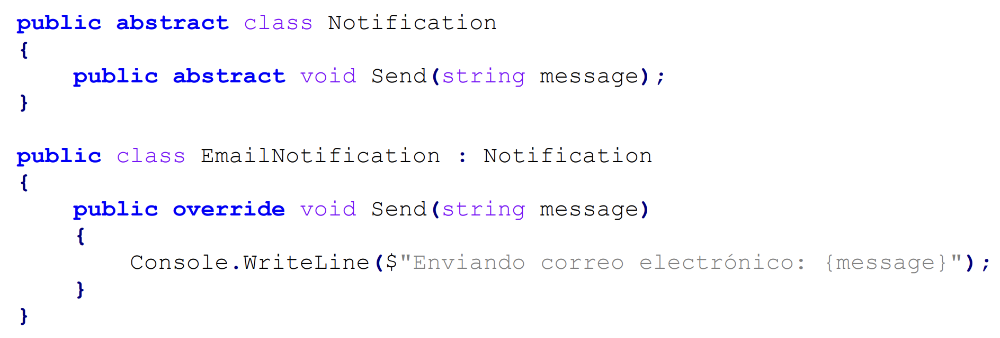 public abstract class Notification
{
    public abstract void Send(string message);
}

public class EmailNotification : Notification
{
    public override void Send(string message)
    {
        Console.WriteLine($"Enviando correo electrónico: {message}");
    }
}